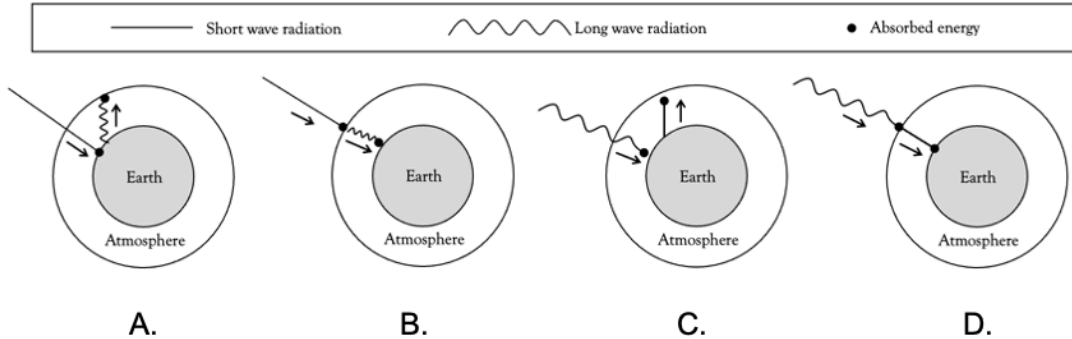 Short wave radiation Long wave radiation Absorbed energy
Earth Earth Earth Earth
Atmosphere Atmosphere Atmosphere Atmosphere
A. B. C. D.